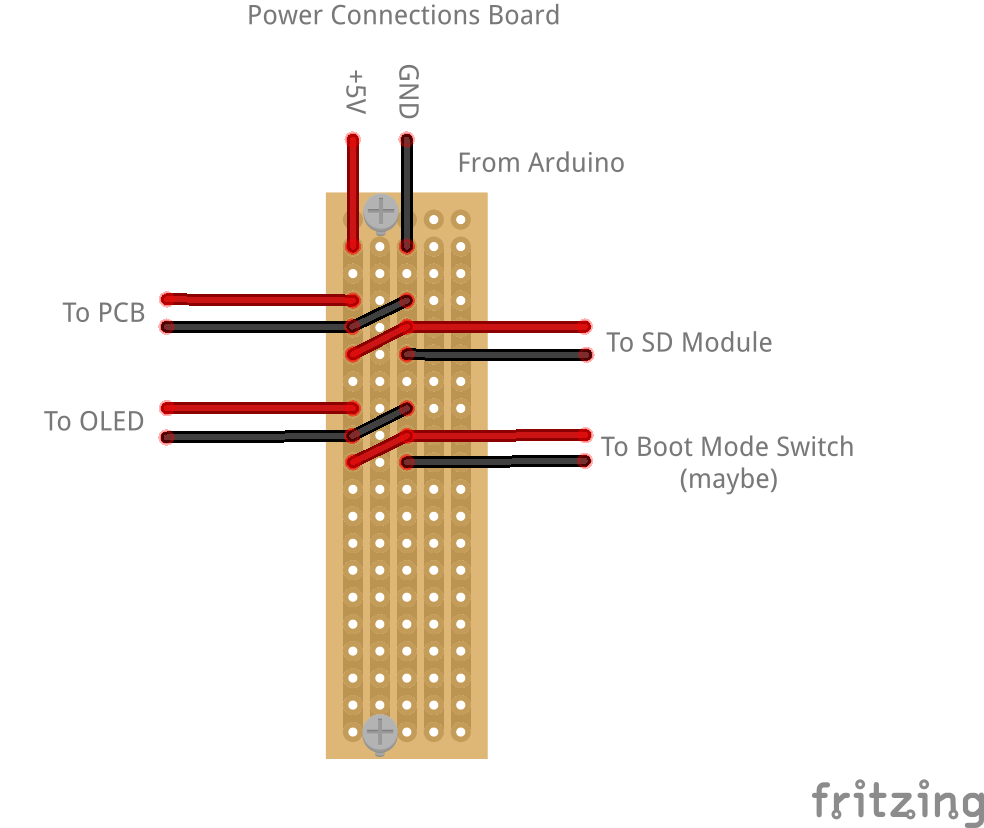 Power Connections Board
+5V
GND
From Arduino
To PCB
To SD Module
To OLED
To Boot Mode Switch
(maybe)
fritzing